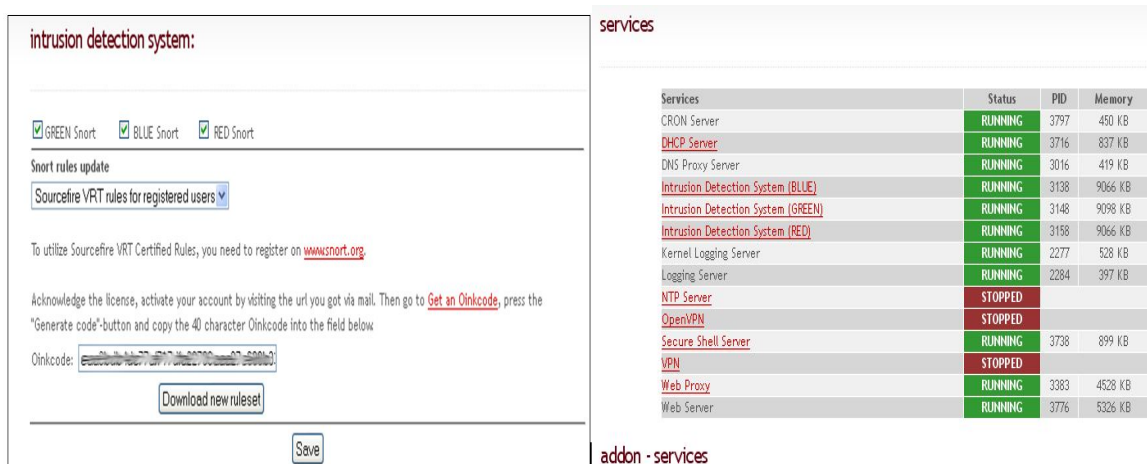 intrusion detection system:
GREEN Snort BLUE Snort RED Snort
Snort rules update
Sourcefire VRT rules for registered users
To utilize Sourcefire VRT Certified Rules, you need to register on www.snort.org.
Acknowledge the license, activate your account by visiting the url you got via mail. Then go to Get an Oinkcode, press the
"Generate code"-button and copy the 40 character Oinkcode into the field below.
Oinkcode:
Download new ruleset
Save
services
Services Status PID Memory
CRON Server RUNNING 3797 450 KB
DHCP Server RUNNING 3716 837 KB
DNS Proxy Server RUNNING 3016 419 KB
Intrusion Detection System (BLUE) RUNNING 3138 9066 KB
Intrusion Detection System (GREEN) RUNNING 3148 9098 KB
Intrusion Detection System (RED) RUNNING 3158 9066 KB
Kernel Logging Server RUNNING 2277 528 KB
Logging Server RUNNING 2284 397 KB
NTP Server STOPPED
OpenVPN STOPPED
Secure Shell Server RUNNING 3738 899 KB
VPN STOPPED
Web Proxy RUNNING 3383 4528 KB
Web Server RUNNING 3776 5326 KB
addon - services